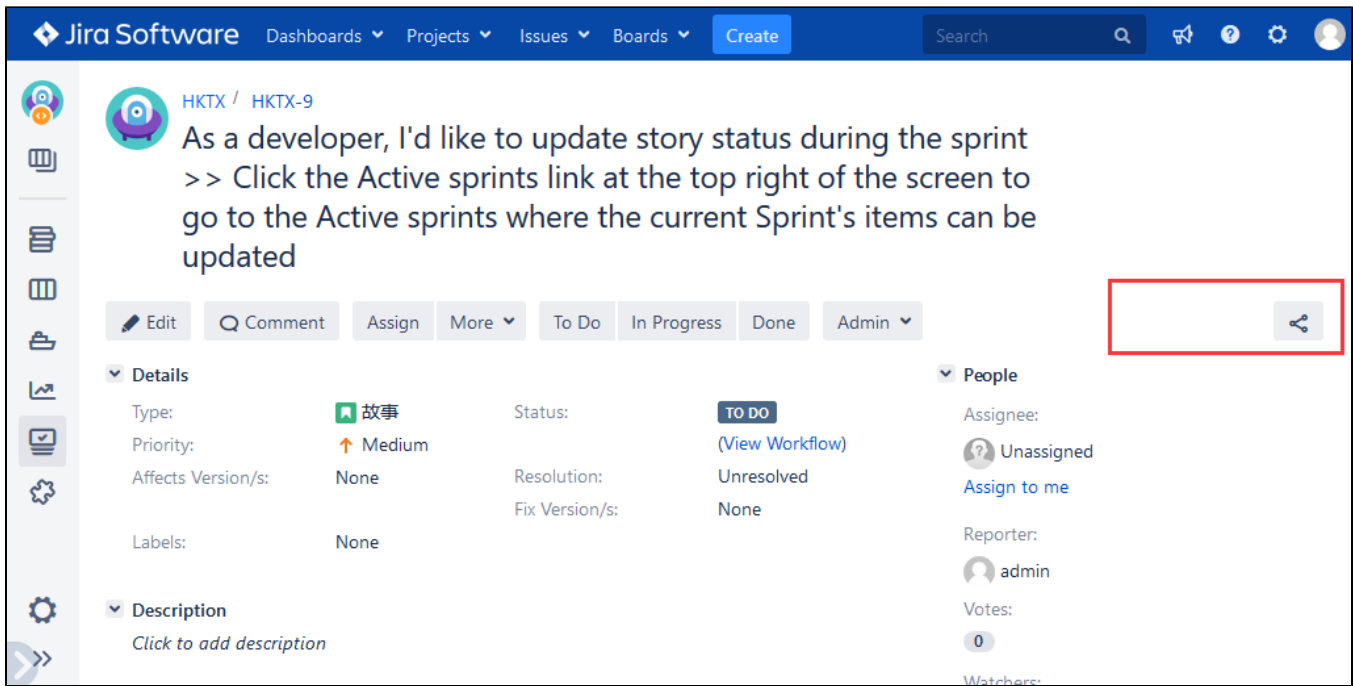 Jira Software Dashboards Projects Issues Boards Create Search
HKTX / HKTX-9
As a developer, I'd like to update story status during the sprint
>> Click the Active sprints link at the top right of the screen to
go to the Active sprints where the current Sprint's items can be
updated
Edit Comment Assign More To Do In Progress Done Admin
Details
Type: 故事
Priority: Medium
Affects Version/s: None
Labels: None
Status: TO DO
(View Workflow)
Resolution: Unresolved
Fix Version/s: None
Description
Click to add description
People
Assignee:
Unassigned
Assign to me
Reporter:
admin
Votes:
0
Watchers: